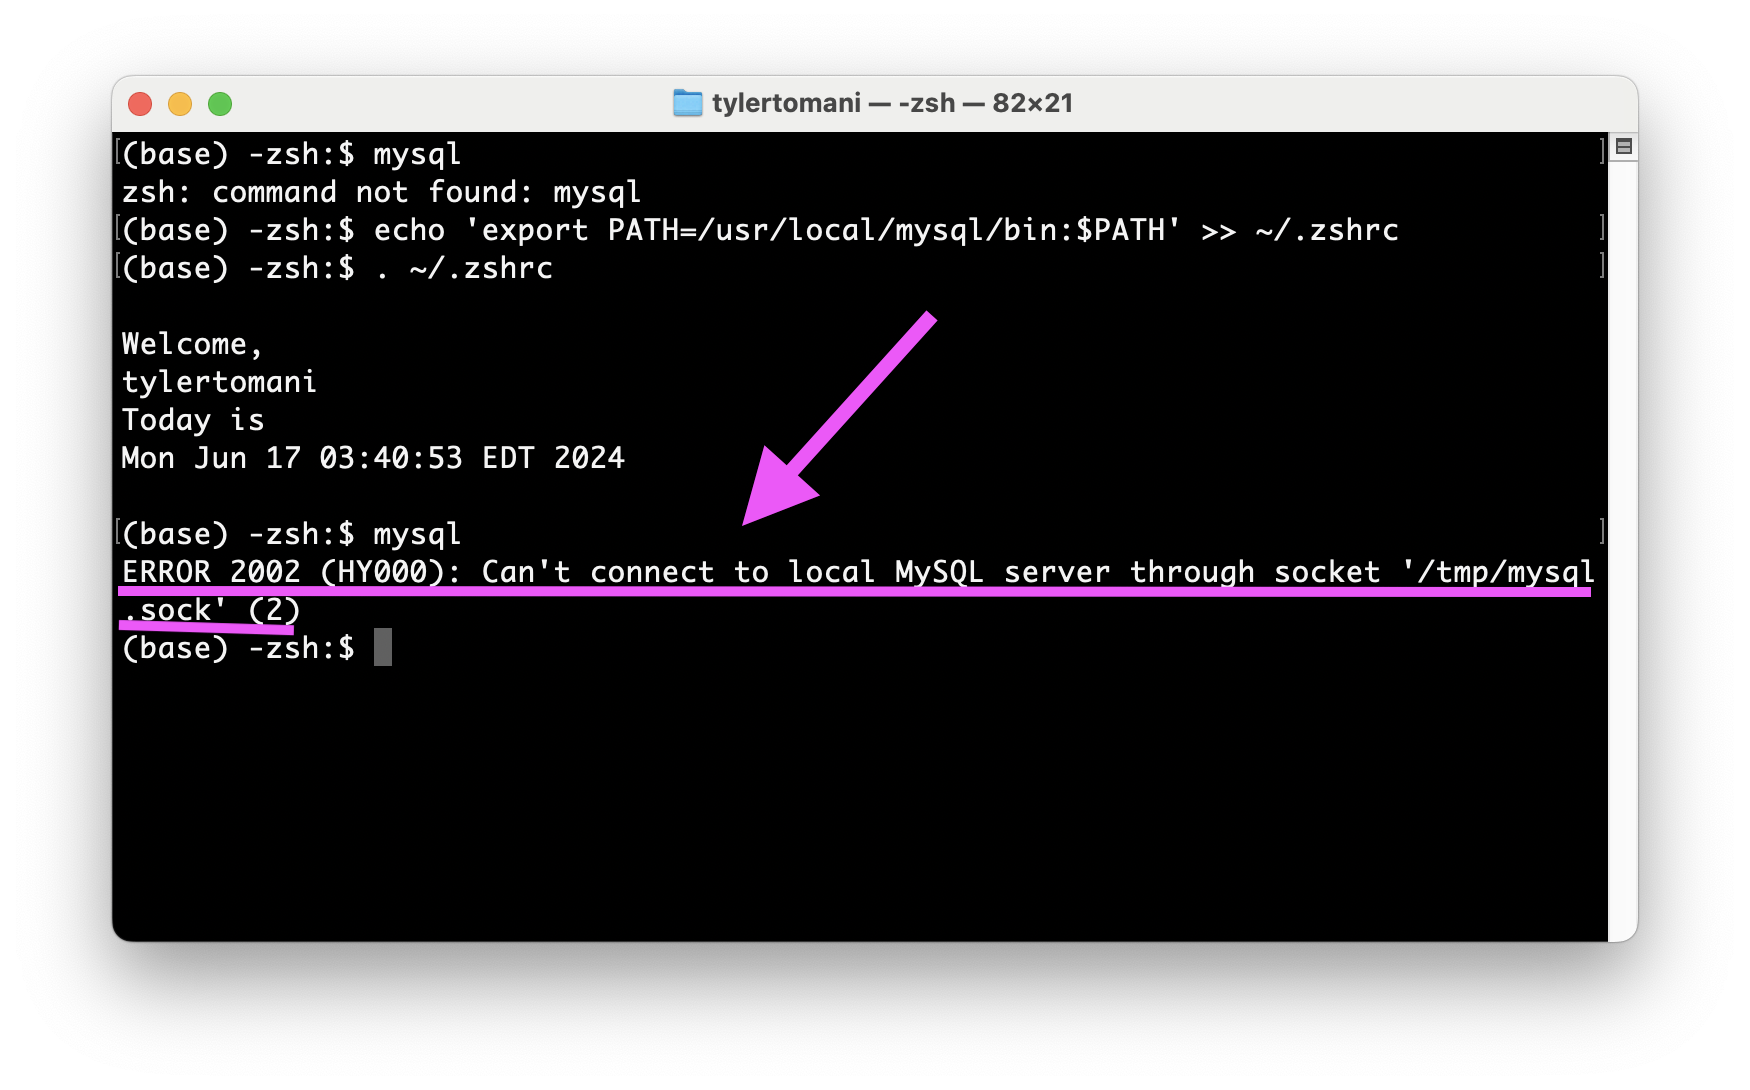 tylertomani — -zsh — 82×21
(base) -zsh:$ mysql
zsh: command not found: mysql
(base) -zsh:$ echo 'export PATH=/usr/local/mysql/bin:$PATH' >> ~/.zshrc
(base) -zsh:$ . ~/.zshrc
Welcome,
tylertomani
Today is
Mon Jun 17 03:40:53 EDT 2024
(base) -zsh:$ mysql
ERROR 2002 (HY000): Can't connect to local MySQL server through socket '/tmp/mysql
.sock' (2)
(base) -zsh:$